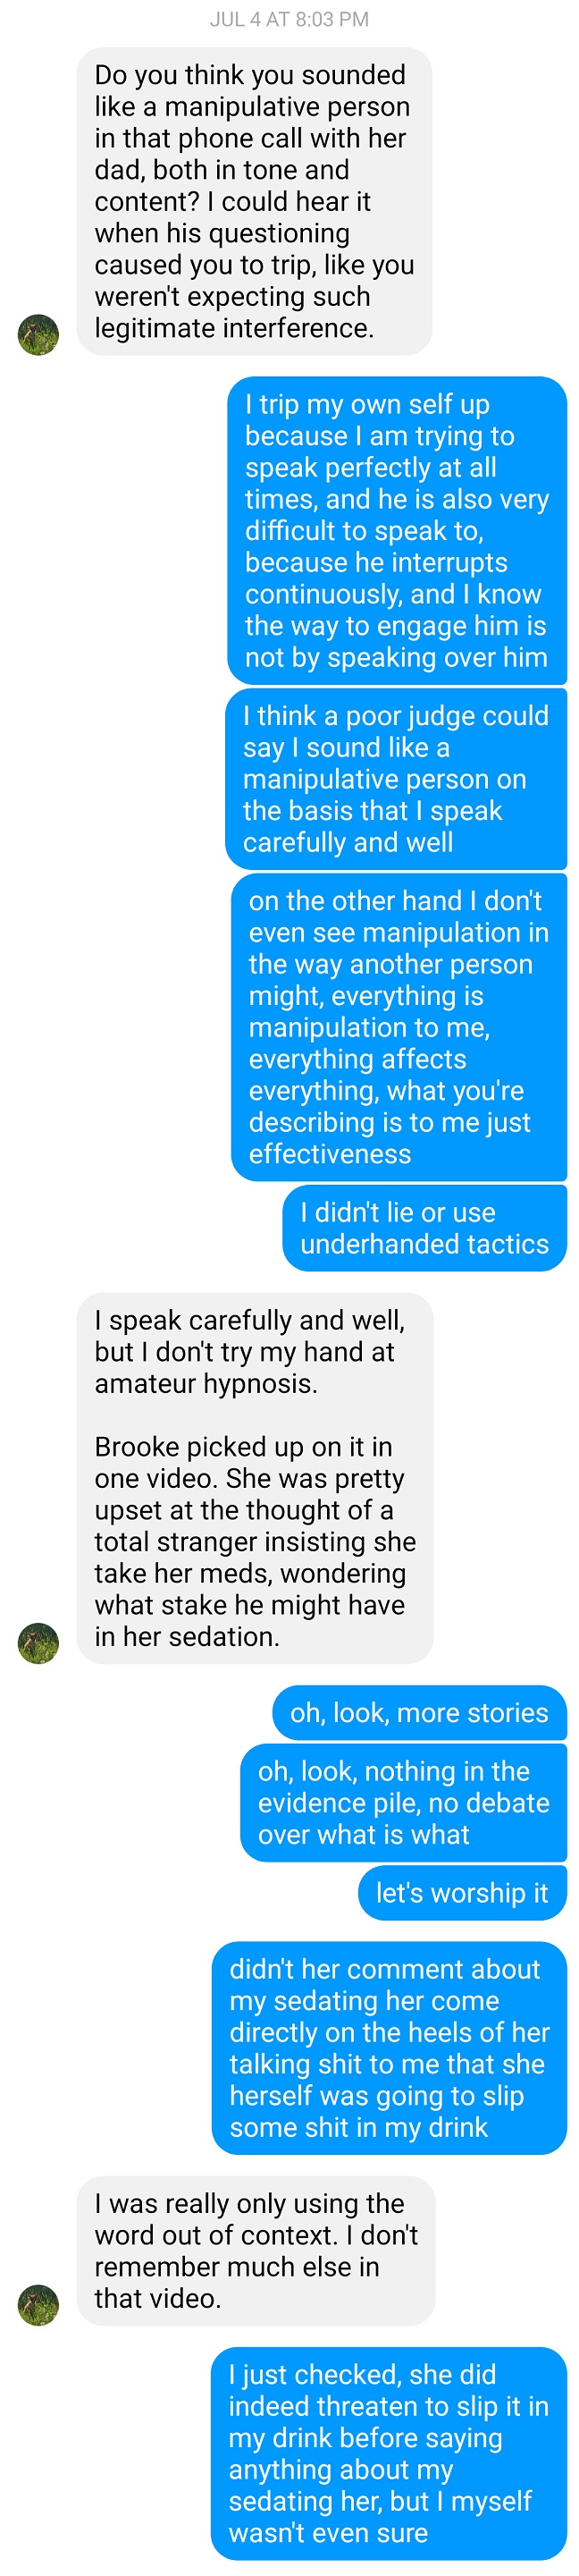 JUL 4 AT 8:03 PM
Do you think you sounded
like a manipulative person
in that phone call with her
dad, both in tone and
content? I could hear it
when his questioning
caused you to trip, like you
weren't expecting such
legitimate interference.
I trip my own self up
because I am trying to
speak perfectly at all
times, and he is also very
difficult to speak to,
because he interrupts
continuously, and I know
the way to engage him is
not by speaking over him
I think a poor judge could
say I sound like a
manipulative person on
the basis that I speak
carefully and well
on the other hand I don't
even see manipulation in
the way another person
might, everything is
manipulation to me,
everything affects
everything, what you're
describing is to me just
effectiveness
I didn't lie or use
underhanded tactics
I speak carefully and well,
but I don't try my hand at
amateur hypnosis.
Brooke picked up on it in
one video. She was pretty
upset at the thought of a
total stranger insisting she
take her meds, wondering
what stake he might have
in her sedation.
oh, look, more stories
oh, look, nothing in the
evidence pile, no debate
over what is what
let's worship it
didn't her comment about
my sedating her come
directly on the heels of her
talking shit to me that she
herself was going to slip
some shit in my drink
I was really only using the
word out of context. I don't
remember much else in
that video.
I just checked, she did
indeed threaten to slip it in
my drink before saying
anything about my
sedating her, but I myself
wasn't even sure